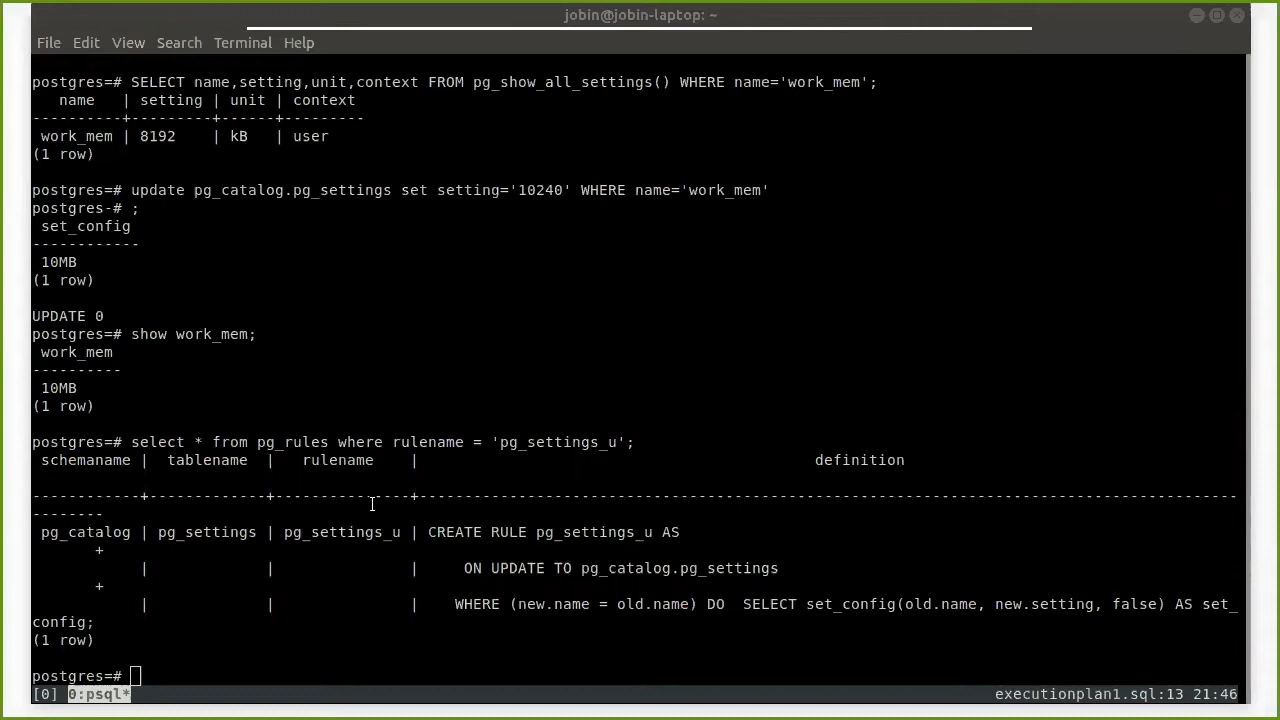 jobin@jobin-laptop: ~
File Edit View Search Terminal Help
postgres=# SELECT name,setting,unit,context FROM pg_show_all_settings() WHERE name='work_mem';
   name   | setting | unit | context
----------+---------+------+---------
 work_mem | 8192    | kB   | user
(1 row)
postgres=# update pg_catalog.pg_settings set setting='10240' WHERE name='work_mem'
postgres-# ;
 set_config
------------
 10MB
(1 row)
UPDATE 0
postgres=# show work_mem;
 work_mem
----------
 10MB
(1 row)
postgres=# select * from pg_rules where rulename = 'pg_settings_u';
 schemaname |  tablename  |   rulename    |                                            definition
------------+-------------+---------------+-------------------------------------------------------------------------------------------
--------
 pg_catalog | pg_settings | pg_settings_u | CREATE RULE pg_settings_u AS
       +
            |             |               |     ON UPDATE TO pg_catalog.pg_settings
       +
            |             |               |    WHERE (new.name = old.name) DO  SELECT set_config(old.name, new.setting, false) AS set_
config;
(1 row)
postgres=#
[0] 0:psql* executionplan1.sql:13 21:46